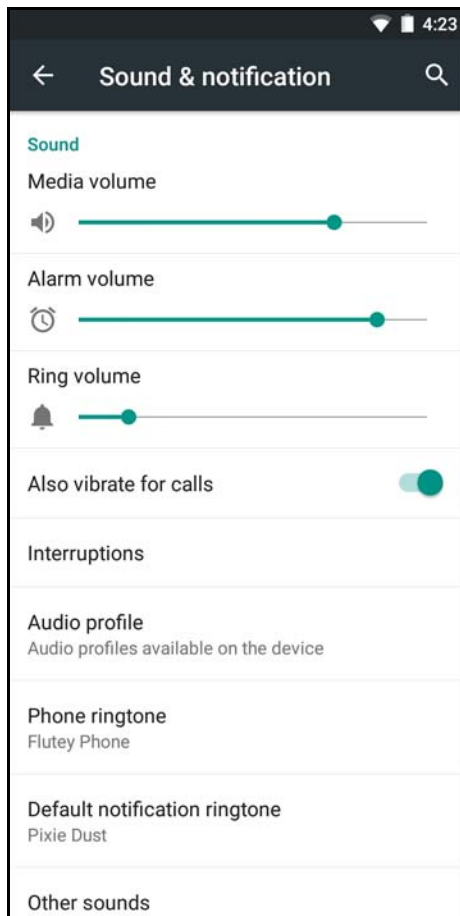 4:23
Sound & notification
Sound
Media volume
Alarm volume
Ring volume
Also vibrate for calls
Interruptions
Audio profile
Audio profiles available on the device
Phone ringtone
Flutey Phone
Default notification ringtone
Pixie Dust
Other sounds